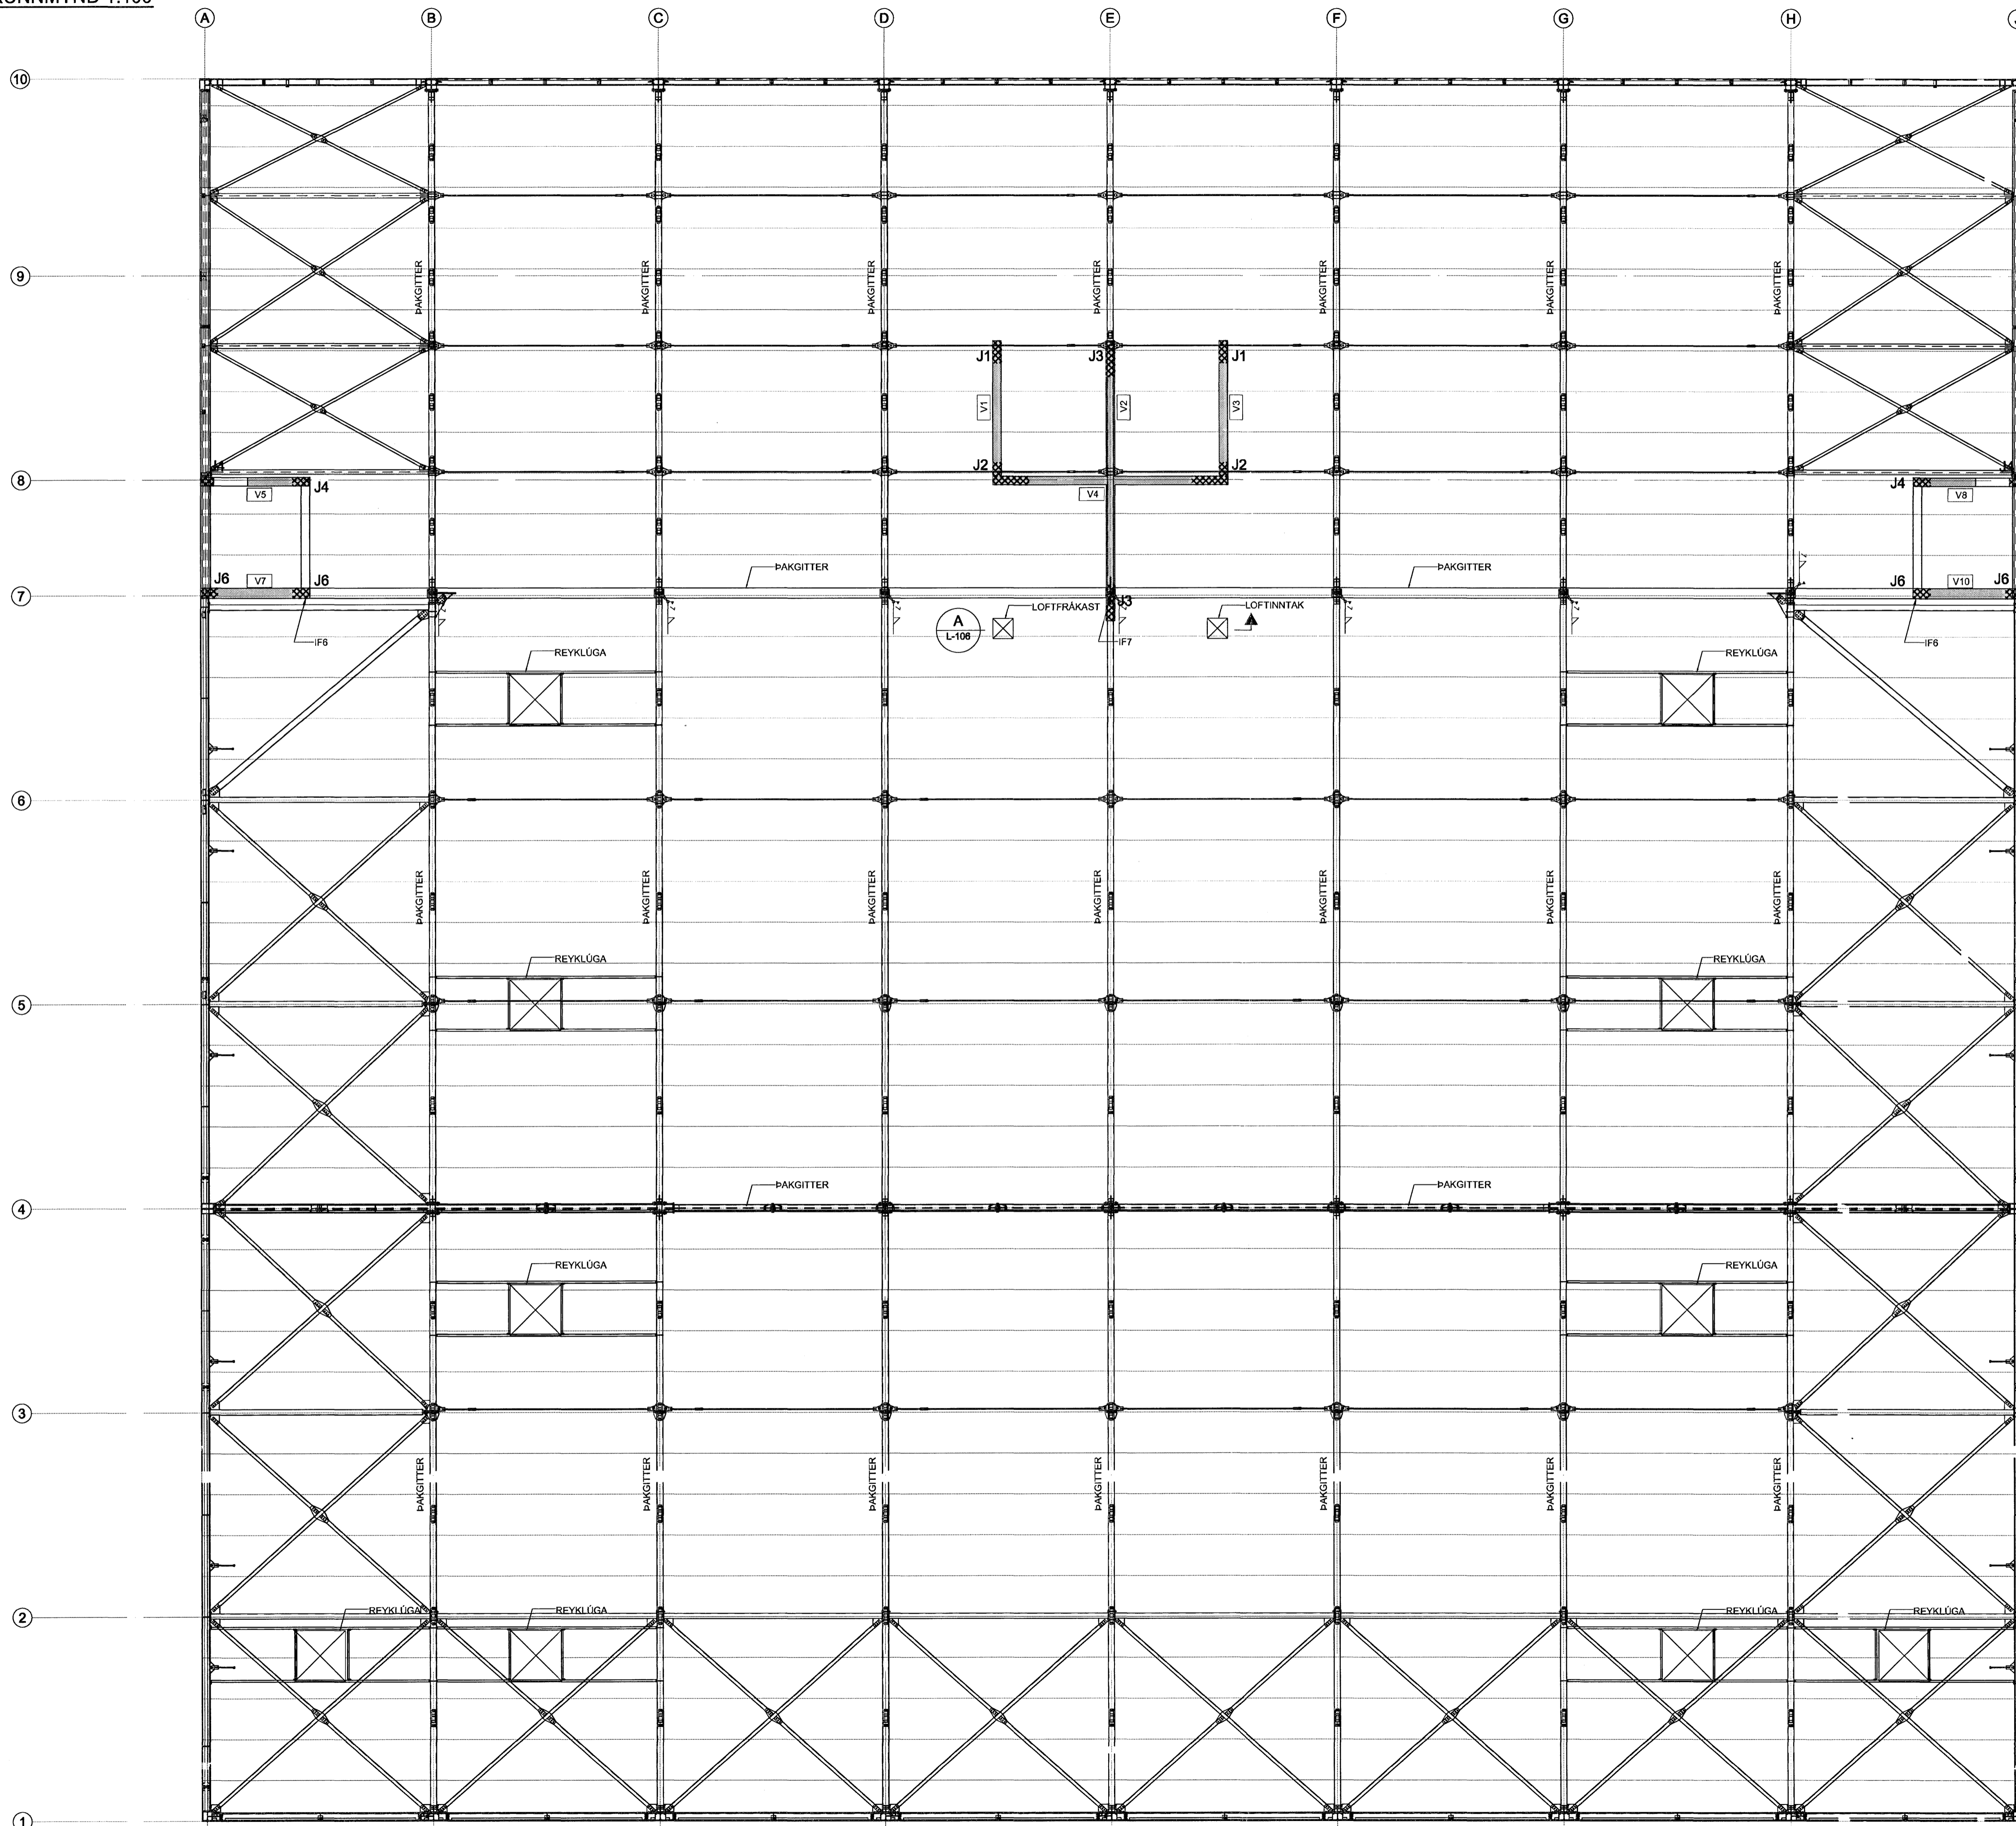 1:100
A B C D E F G H
10
9
ÞAKGITTER ÞAKGITTER ÞAKGITTER ÞAKGITTER ÞAKGITTER ÞAKGITTER ÞAKGITTER
J1 J3 J1
V1 V2 V3
J4 J2 J2
8
V5 J4 V4 J4 V8
ÞAKGITTER ÞAKGITTER
J6 V7 J6 J6 V10 J6
7
J3
LOFTFRÁKAST LOFTINNTAK
A
L-106
IF6 IF7 IF6
REYKLÚGA REYKLÚGA
6
ÞAKGITTER ÞAKGITTER ÞAKGITTER ÞAKGITTER ÞAKGITTER ÞAKGITTER ÞAKGITTER
REYKLÚGA REYKLÚGA
5
ÞAKGITTER ÞAKGITTER
4
REYKLÚGA REYKLÚGA
3
ÞAKGITTER ÞAKGITTER ÞAKGITTER ÞAKGITTER ÞAKGITTER ÞAKGITTER ÞAKGITTER
2
REYKLÚGA REYKLÚGA REYKLÚGA REYKLÚGA
1